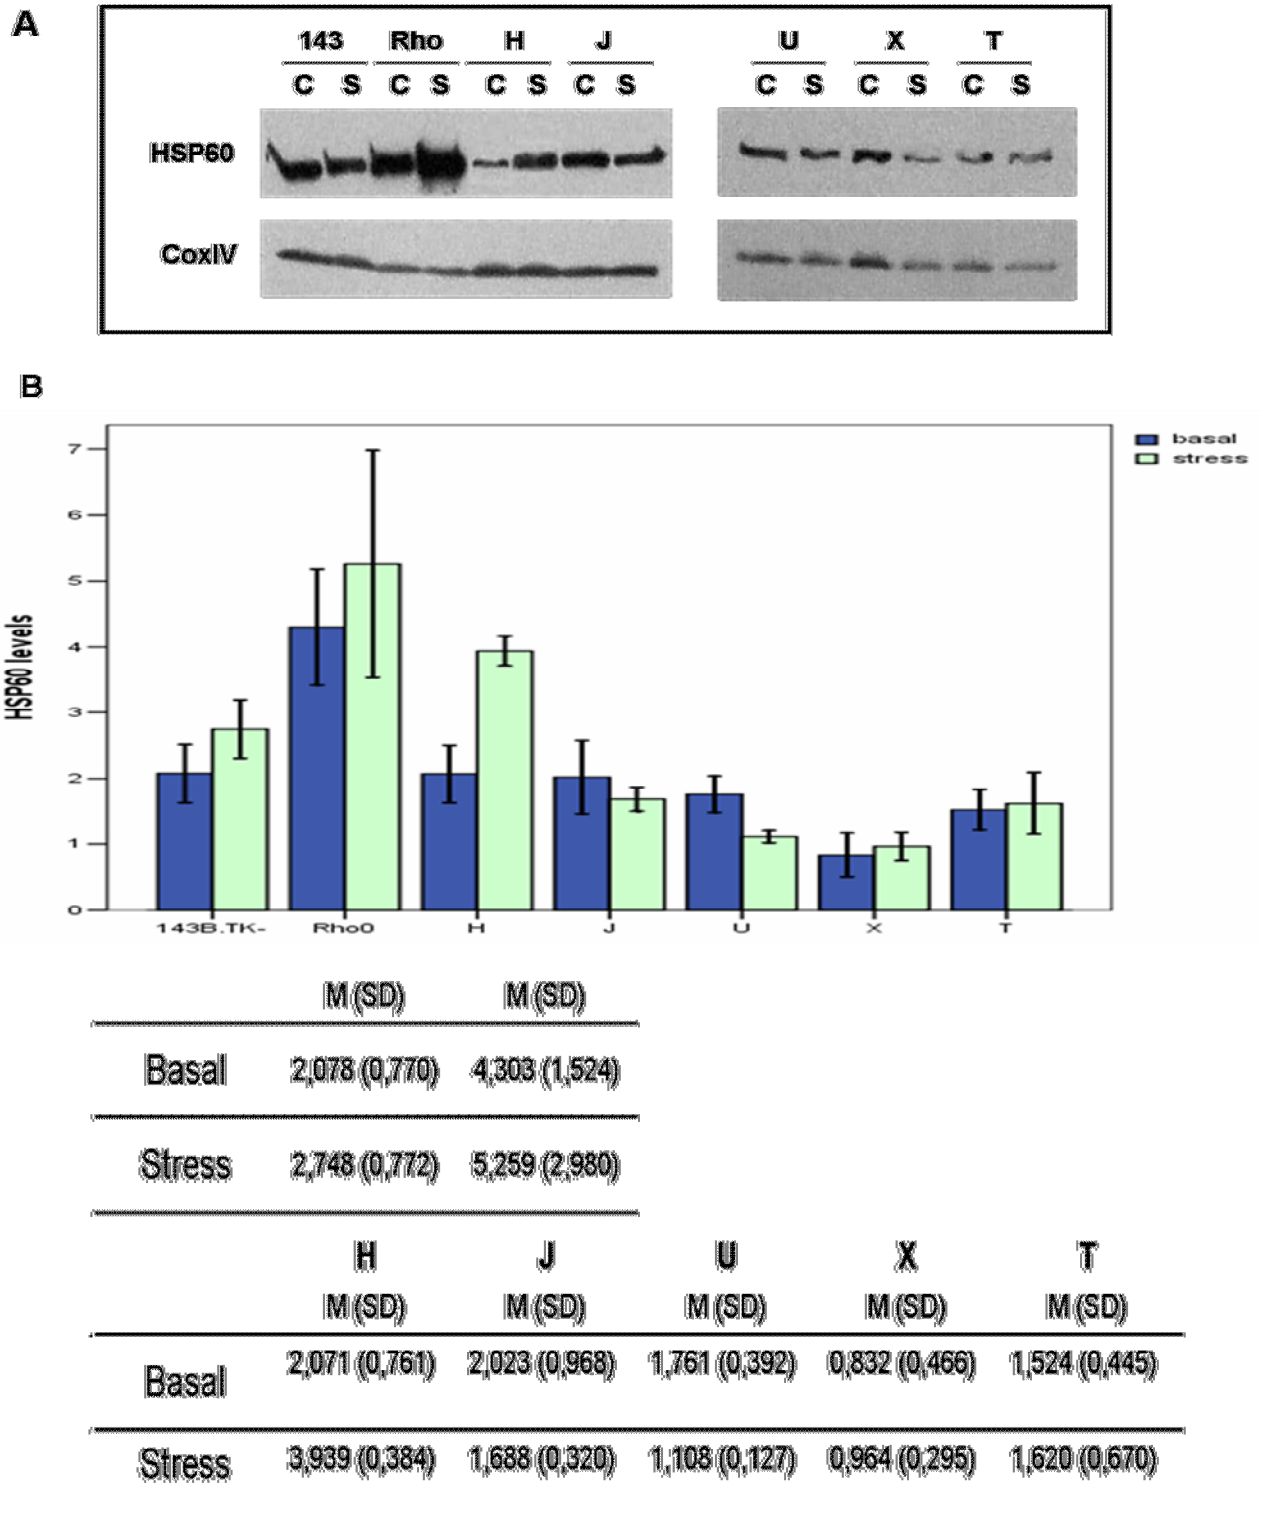 A
143 Rho H J U X T
C S C S C S C S C S C S C S
HSP60
CoxIV
B
basal
stress
HSP60 levels
7
6
5
4
3
2
1
0
143B.TK- Rho0 H J U X T
M (SD) M (SD)
Basal 2,078 (0,770) 4,303 (1,524)
Stress 2,748 (0,772) 5,259 (2,980)
H J U X T
M (SD) M (SD) M (SD) M (SD) M (SD)
Basal 2,071 (0,761) 2,023 (0,968) 1,761 (0,392) 0,832 (0,466) 1,524 (0,445)
Stress 3,939 (0,384) 1,688 (0,320) 1,108 (0,127) 0,964 (0,295) 1,620 (0,670)